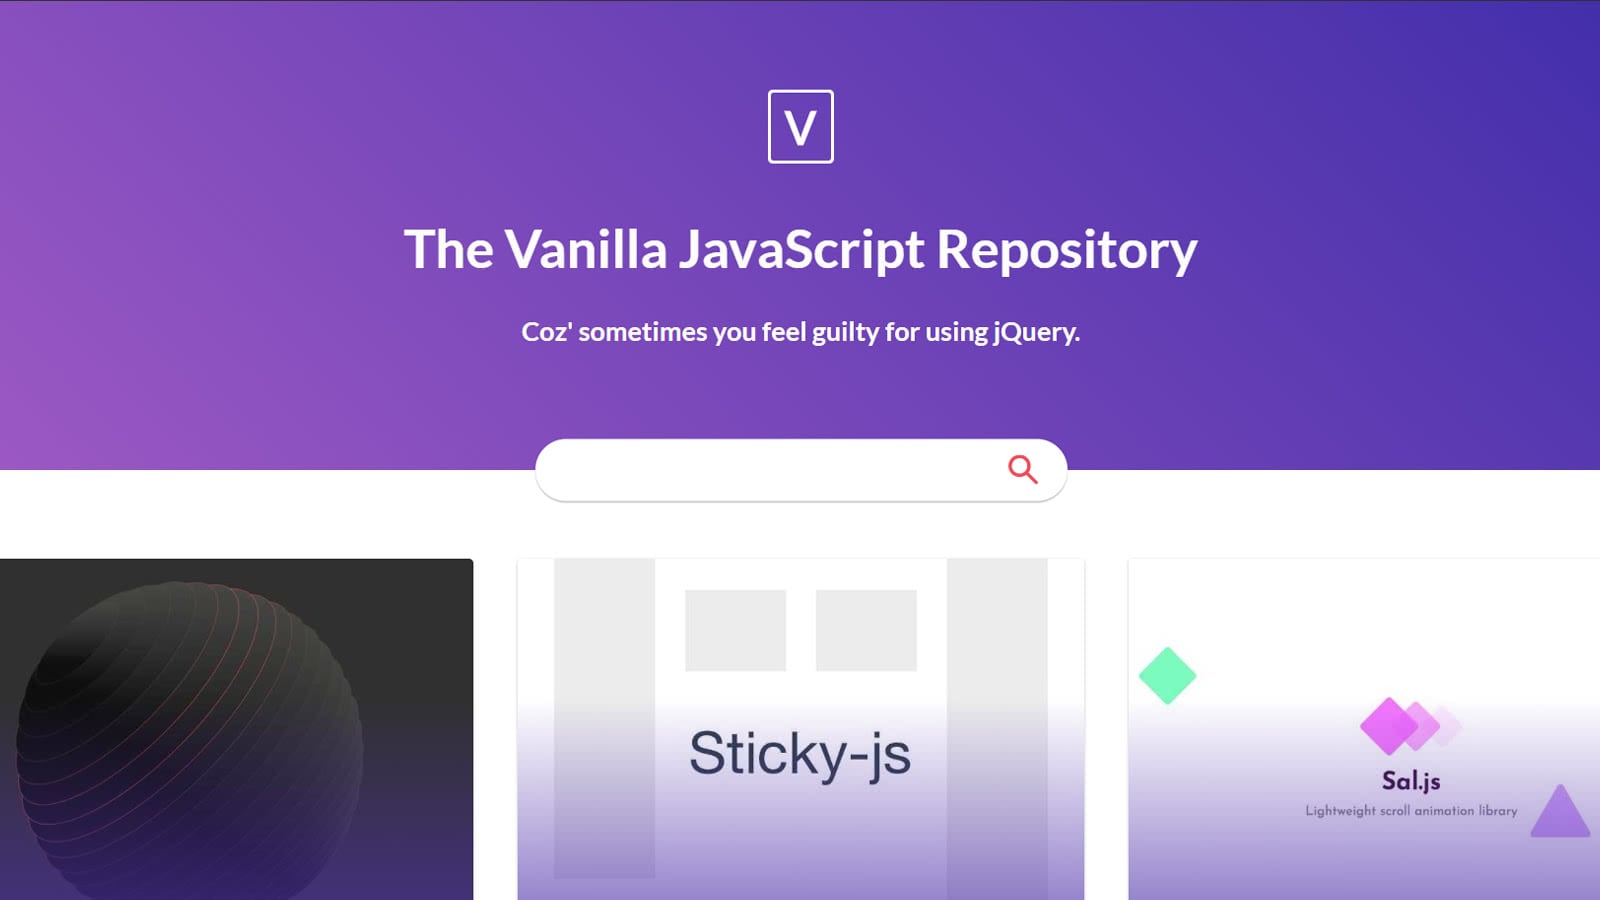 V
The Vanilla JavaScript Repository
Coz' sometimes you feel guilty for using jQuery.
Sticky-js
Sal.js
Lightweight scroll animation library